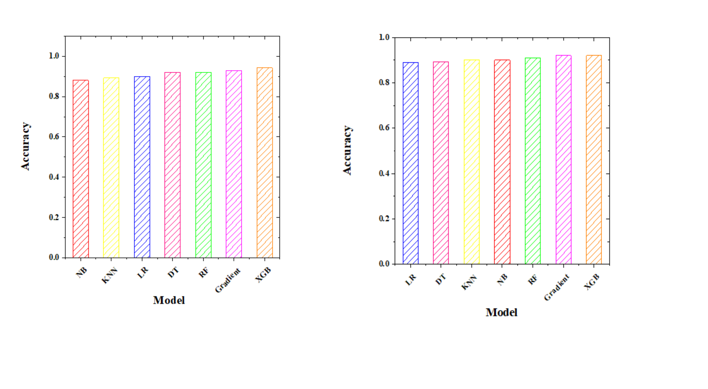 1.0
0.8
0.6
0.4
0.2
0.0
Accuracy
NB
KNN
LR
DT
RF
Gradient
XGB
Model
1.0
0.8
0.6
0.4
0.2
0.0
Accuracy
LR
DT
KNN
NB
RF
Gradient
XGB
Model